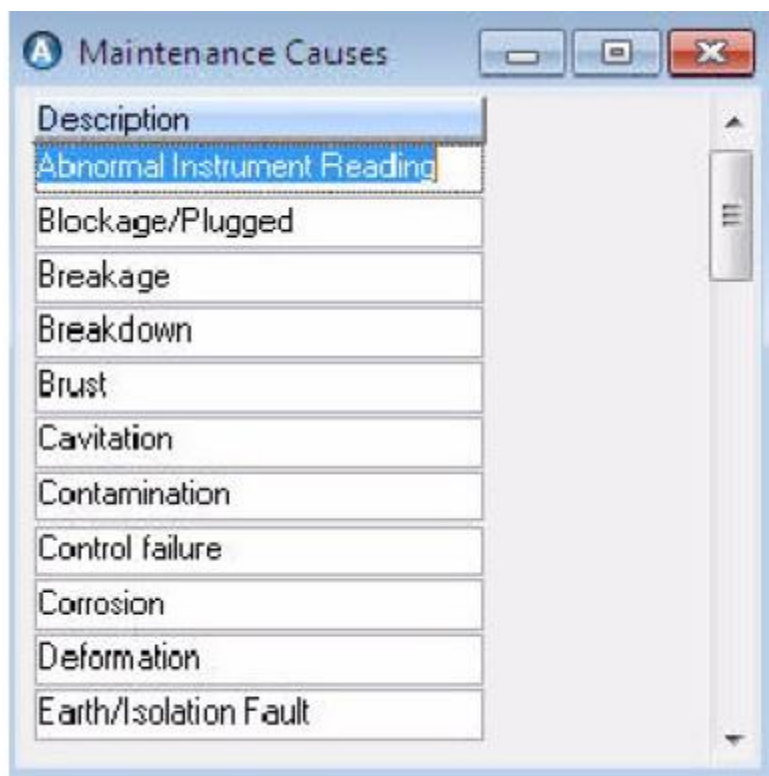 Maintenance Causes
Description
Abnormal Instrument Reading
Blockage/Plugged
Breakage
Breakdown
Brust
Cavitation
Contamination
Control failure
Corrosion
Deformation
Earth/Isolation Fault